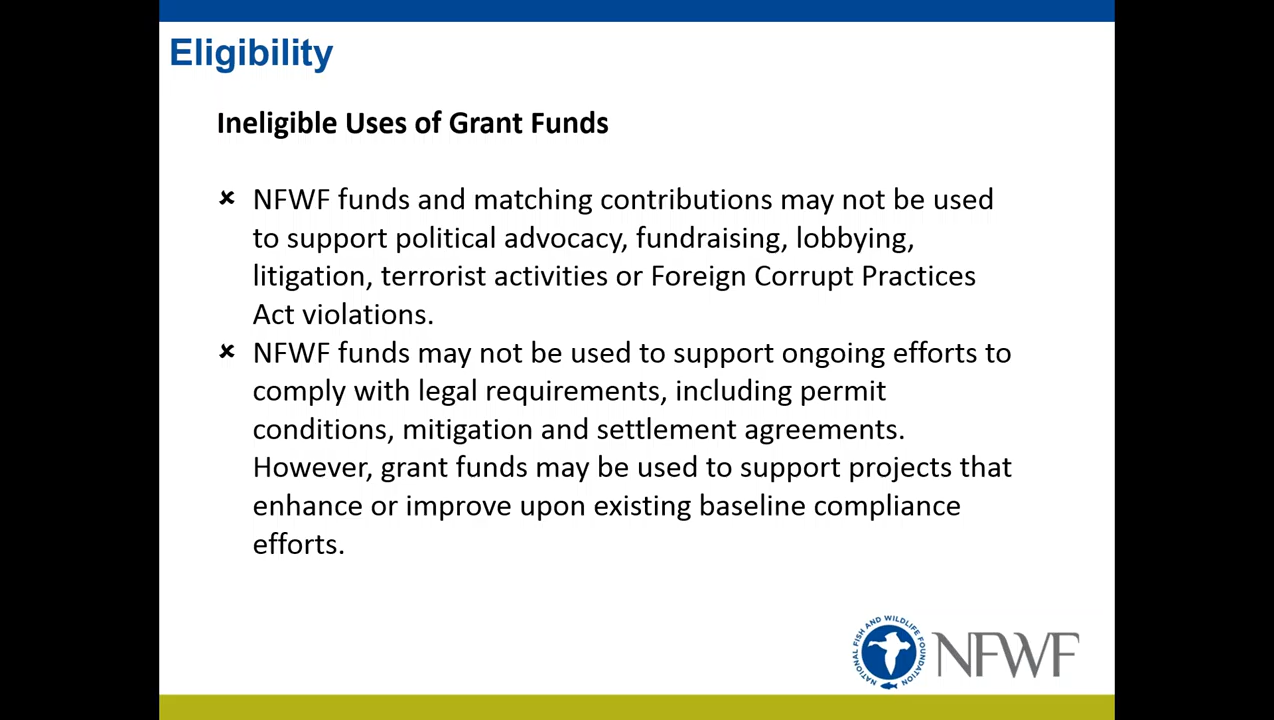 Eligibility
Ineligible Uses of Grant Funds
× NFWF funds and matching contributions may not be used
to support political advocacy, fundraising, lobbying,
litigation, terrorist activities or Foreign Corrupt Practices
Act violations.
× NFWF funds may not be used to support ongoing efforts to
comply with legal requirements, including permit
conditions, mitigation and settlement agreements.
However, grant funds may be used to support projects that
enhance or improve upon existing baseline compliance
efforts.
NATIONAL FISH AND WILDLIFE FOUNDATION
NFWF